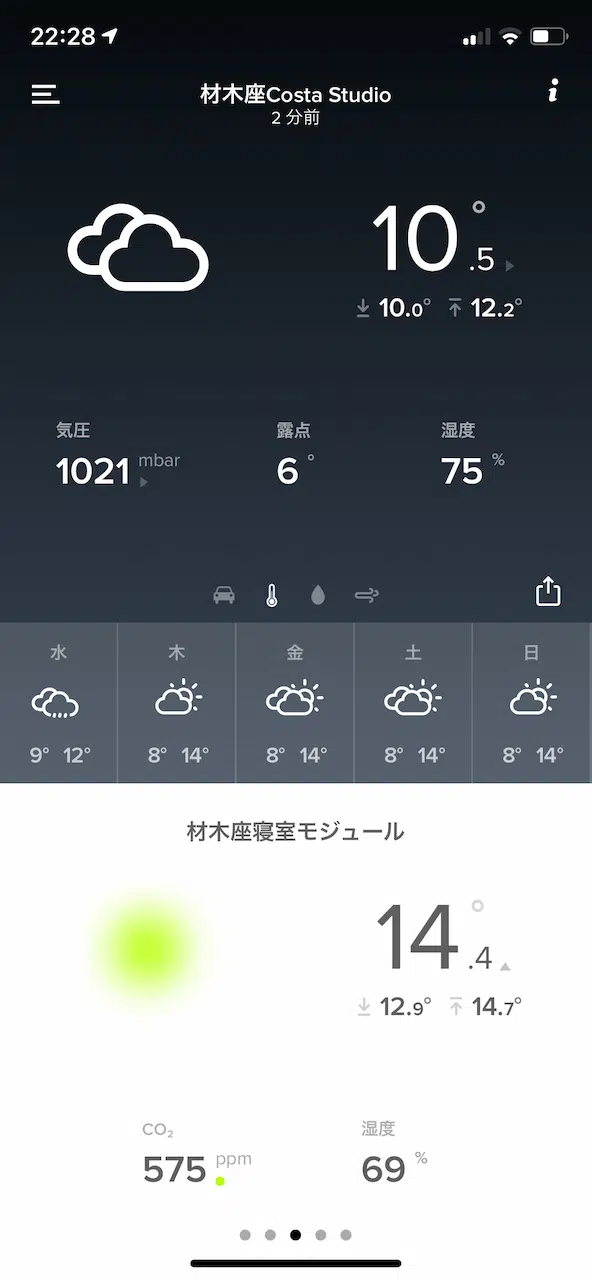 22:28
材木座Costa Studio
2 分前
10°.5
10.0° 12.2°
気圧 露点 湿度
1021 mbar 6° 75 %
水 木 金 土 日
9° 12° 8° 14° 8° 14° 8° 14° 8° 14°
材木座寝室モジュール
14°.4
12.9° 14.7°
CO₂ 湿度
575 ppm 69 %